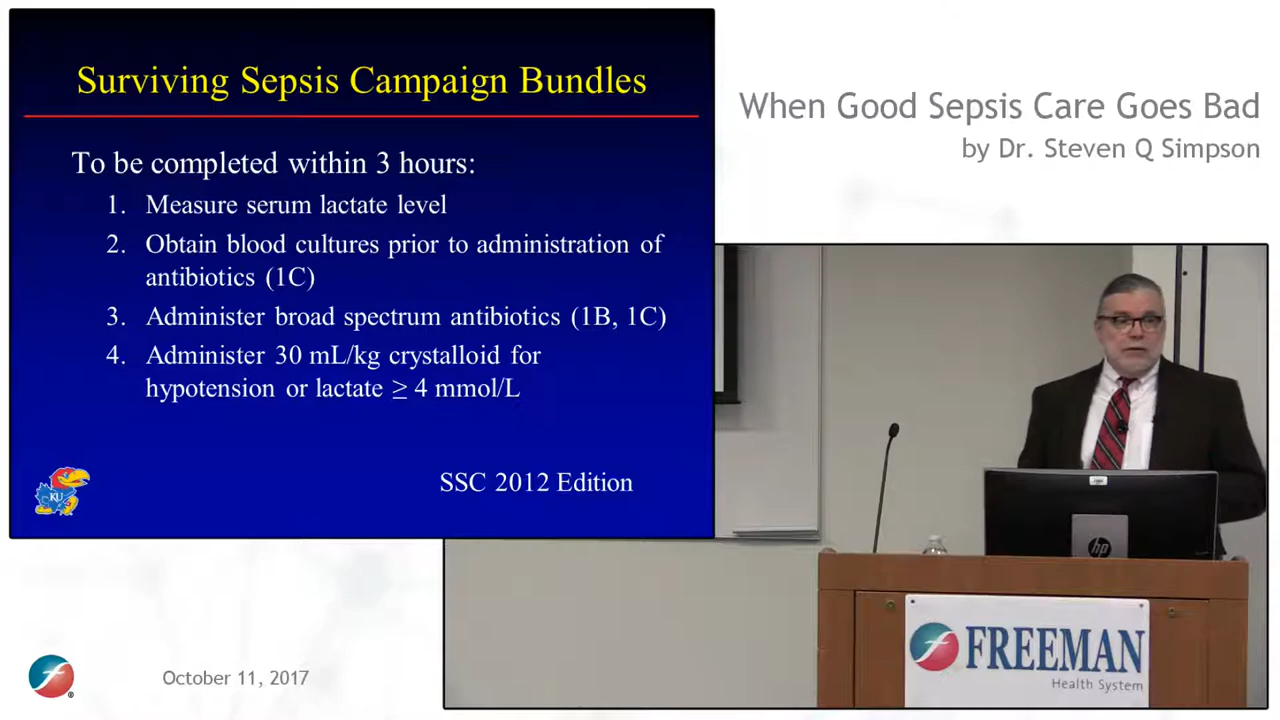 Surviving Sepsis Campaign Bundles
To be completed within 3 hours:
1. Measure serum lactate level
2. Obtain blood cultures prior to administration of
antibiotics (1C)
3. Administer broad spectrum antibiotics (1B, 1C)
4. Administer 30 mL/kg crystalloid for
hypotension or lactate ≥ 4 mmol/L
KU
SSC 2012 Edition
When Good Sepsis Care Goes Bad
by Dr. Steven Q Simpson
hp
FREEMAN
Health System
f
®
October 11, 2017